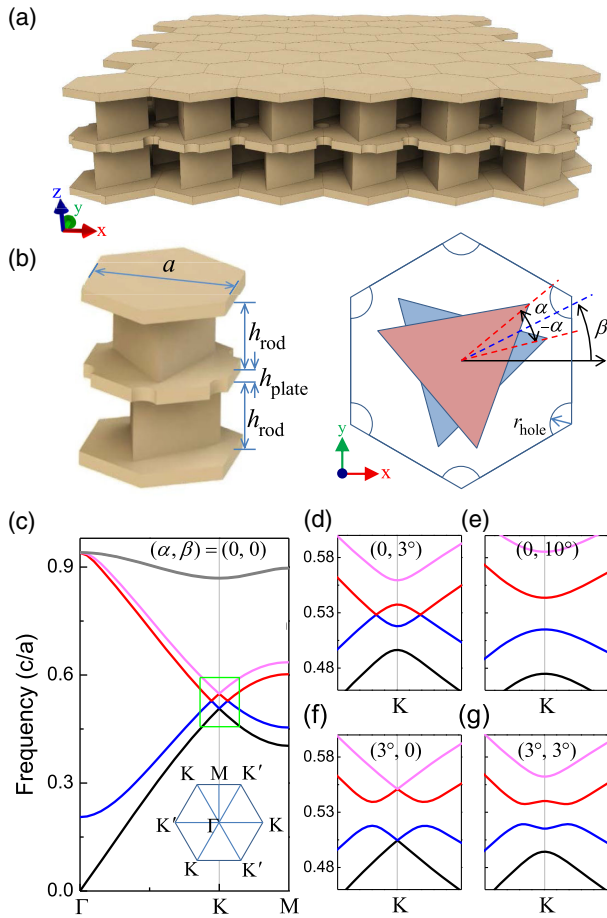 (a)
z
y
x
(b)
a
h_rod
h_plate
h_rod
α
-α
β
r_hole
y
x
(c)
(α, β) = (0, 0)
Frequency (c/a)
0.9
0.6
0.3
0.0
Γ K M
K M K′
K′ Γ K
K K′
(d)
(0, 3°)
0.58
0.53
0.48
K
(e)
(0, 10°)
K
(f)
(3°, 0)
0.58
0.53
0.48
K
(g)
(3°, 3°)
K